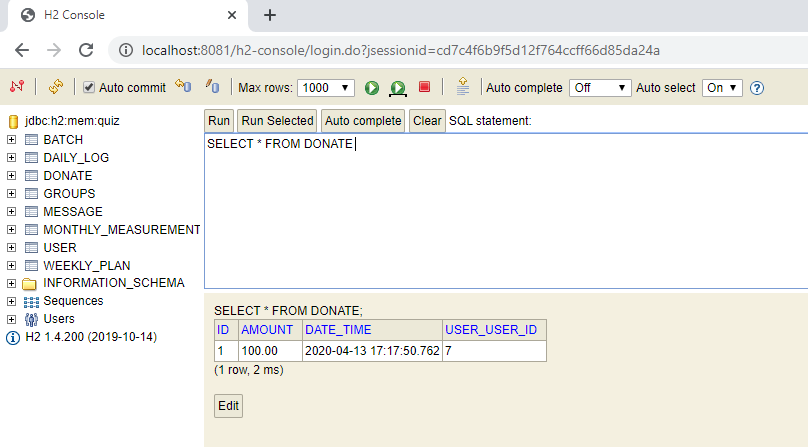 H2 Console
localhost:8081/h2-console/login.do?jsessionid=cd7c4f6b9f5d12f764ccff66d85da24a
Auto commit Max rows: 1000 Auto complete Off Auto select On
jdbc:h2:mem:quiz
BATCH
DAILY_LOG
DONATE
GROUPS
MESSAGE
MONTHLY_MEASUREMENT
USER
WEEKLY_PLAN
INFORMATION_SCHEMA
Sequences
Users
H2 1.4.200 (2019-10-14)
Run Run Selected Auto complete Clear SQL statement:
SELECT * FROM DONATE
SELECT * FROM DONATE;
ID AMOUNT DATE_TIME USER_USER_ID
1 100.00 2020-04-13 17:17:50.762 7
(1 row, 2 ms)
Edit